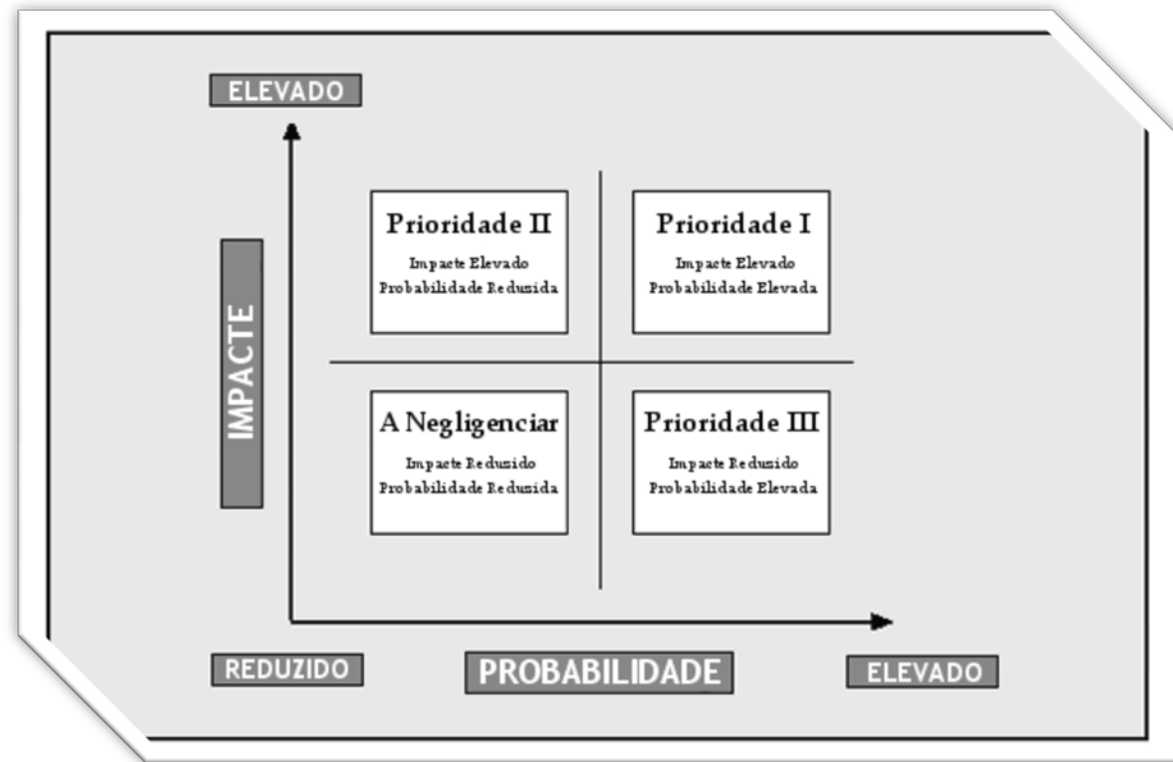 ELEVADO
Prioridade II
Impacte Elevado
Probabilidade Redusida
Prioridade I
Impacte Elevado
Probabilidade Elevada
IMPACTE
A Negligenciar
Impacte Redusido
Probabilidade Redusida
Prioridade III
Impacte Redusido
Probabilidade Elevada
REDUZIDO
PROBABILIDADE
ELEVADO